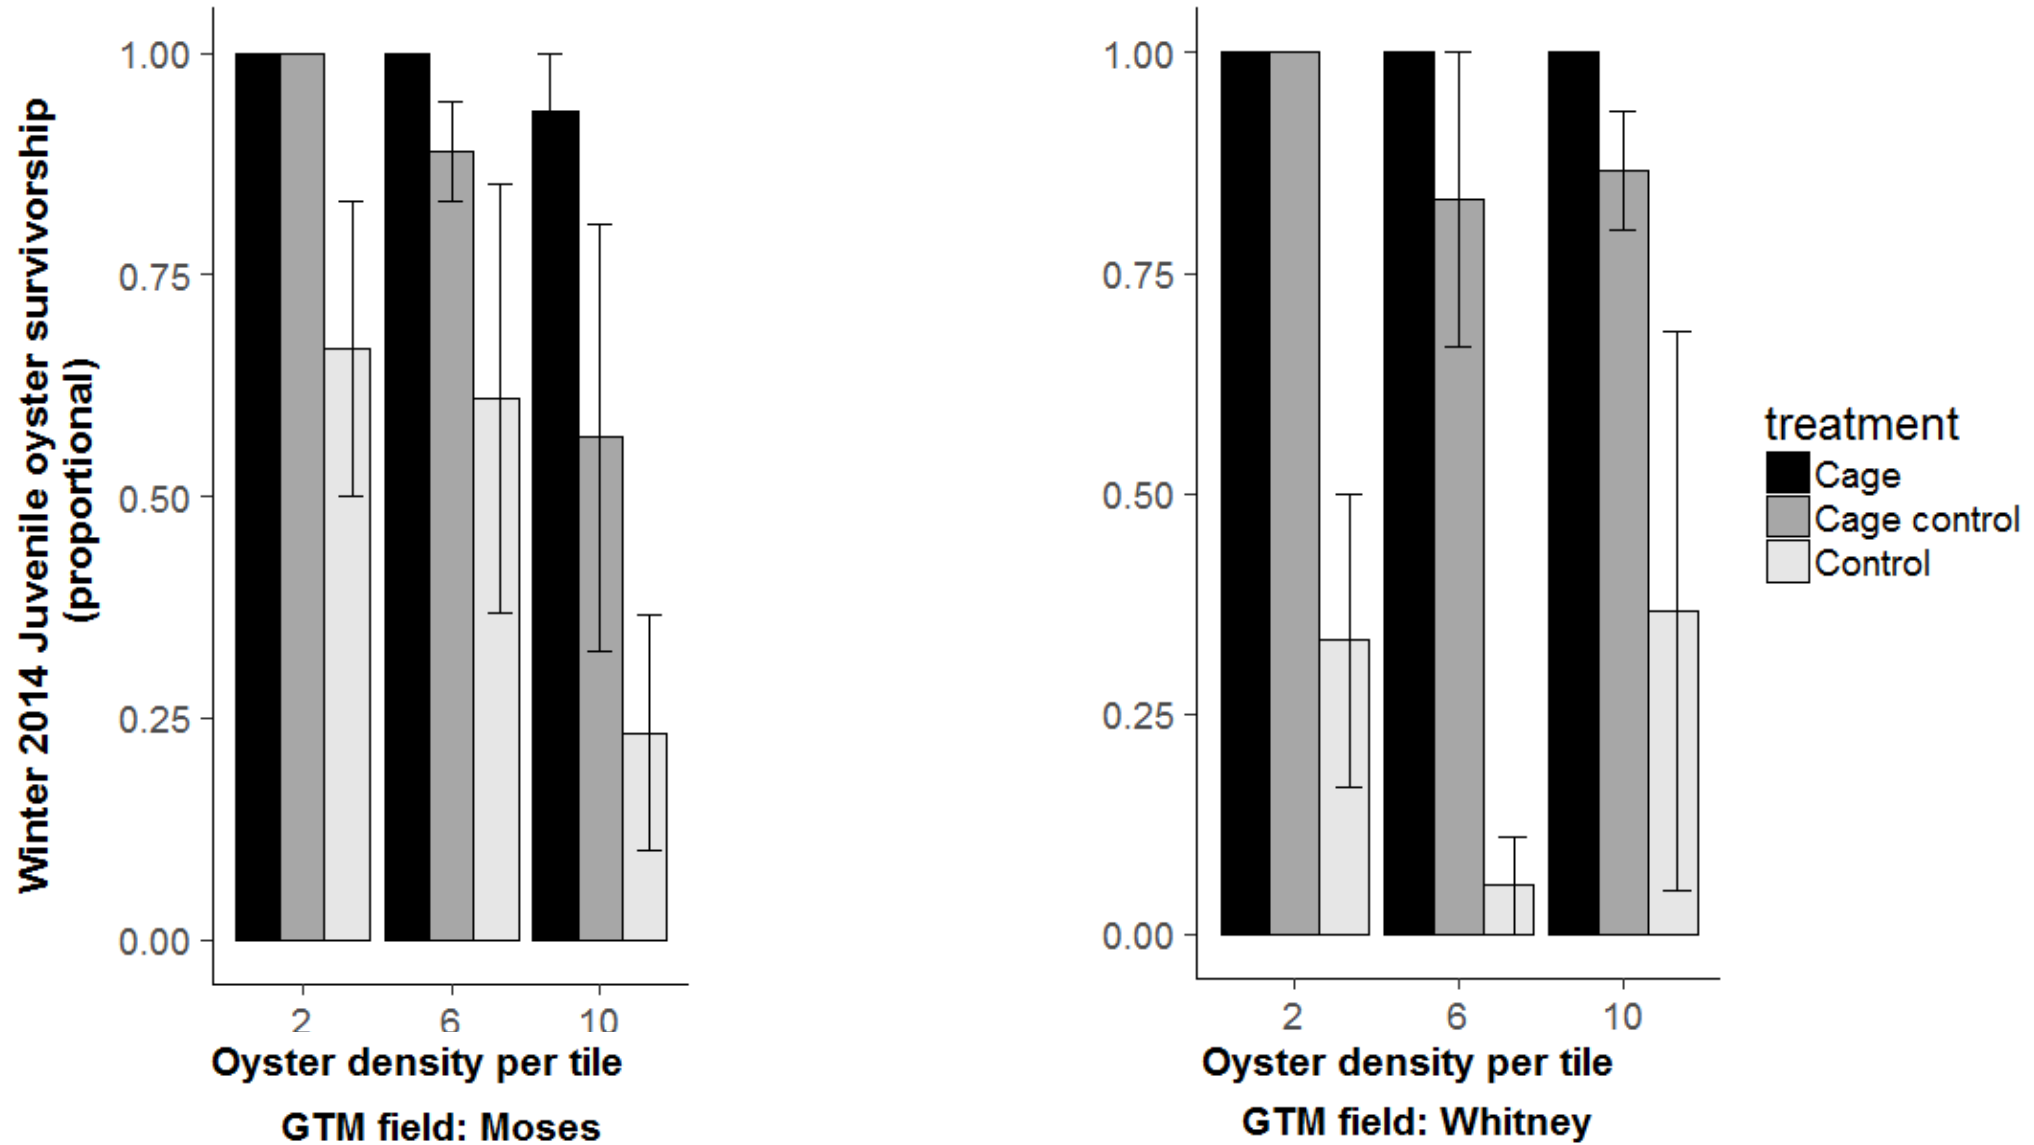 Winter 2014 Juvenile oyster survivorship
(proportional)
1.00
0.75
0.50
0.25
0.00
2 6 10
Oyster density per tile
GTM field: Moses
1.00
0.75
0.50
0.25
0.00
2 6 10
Oyster density per tile
GTM field: Whitney
treatment
Cage
Cage control
Control